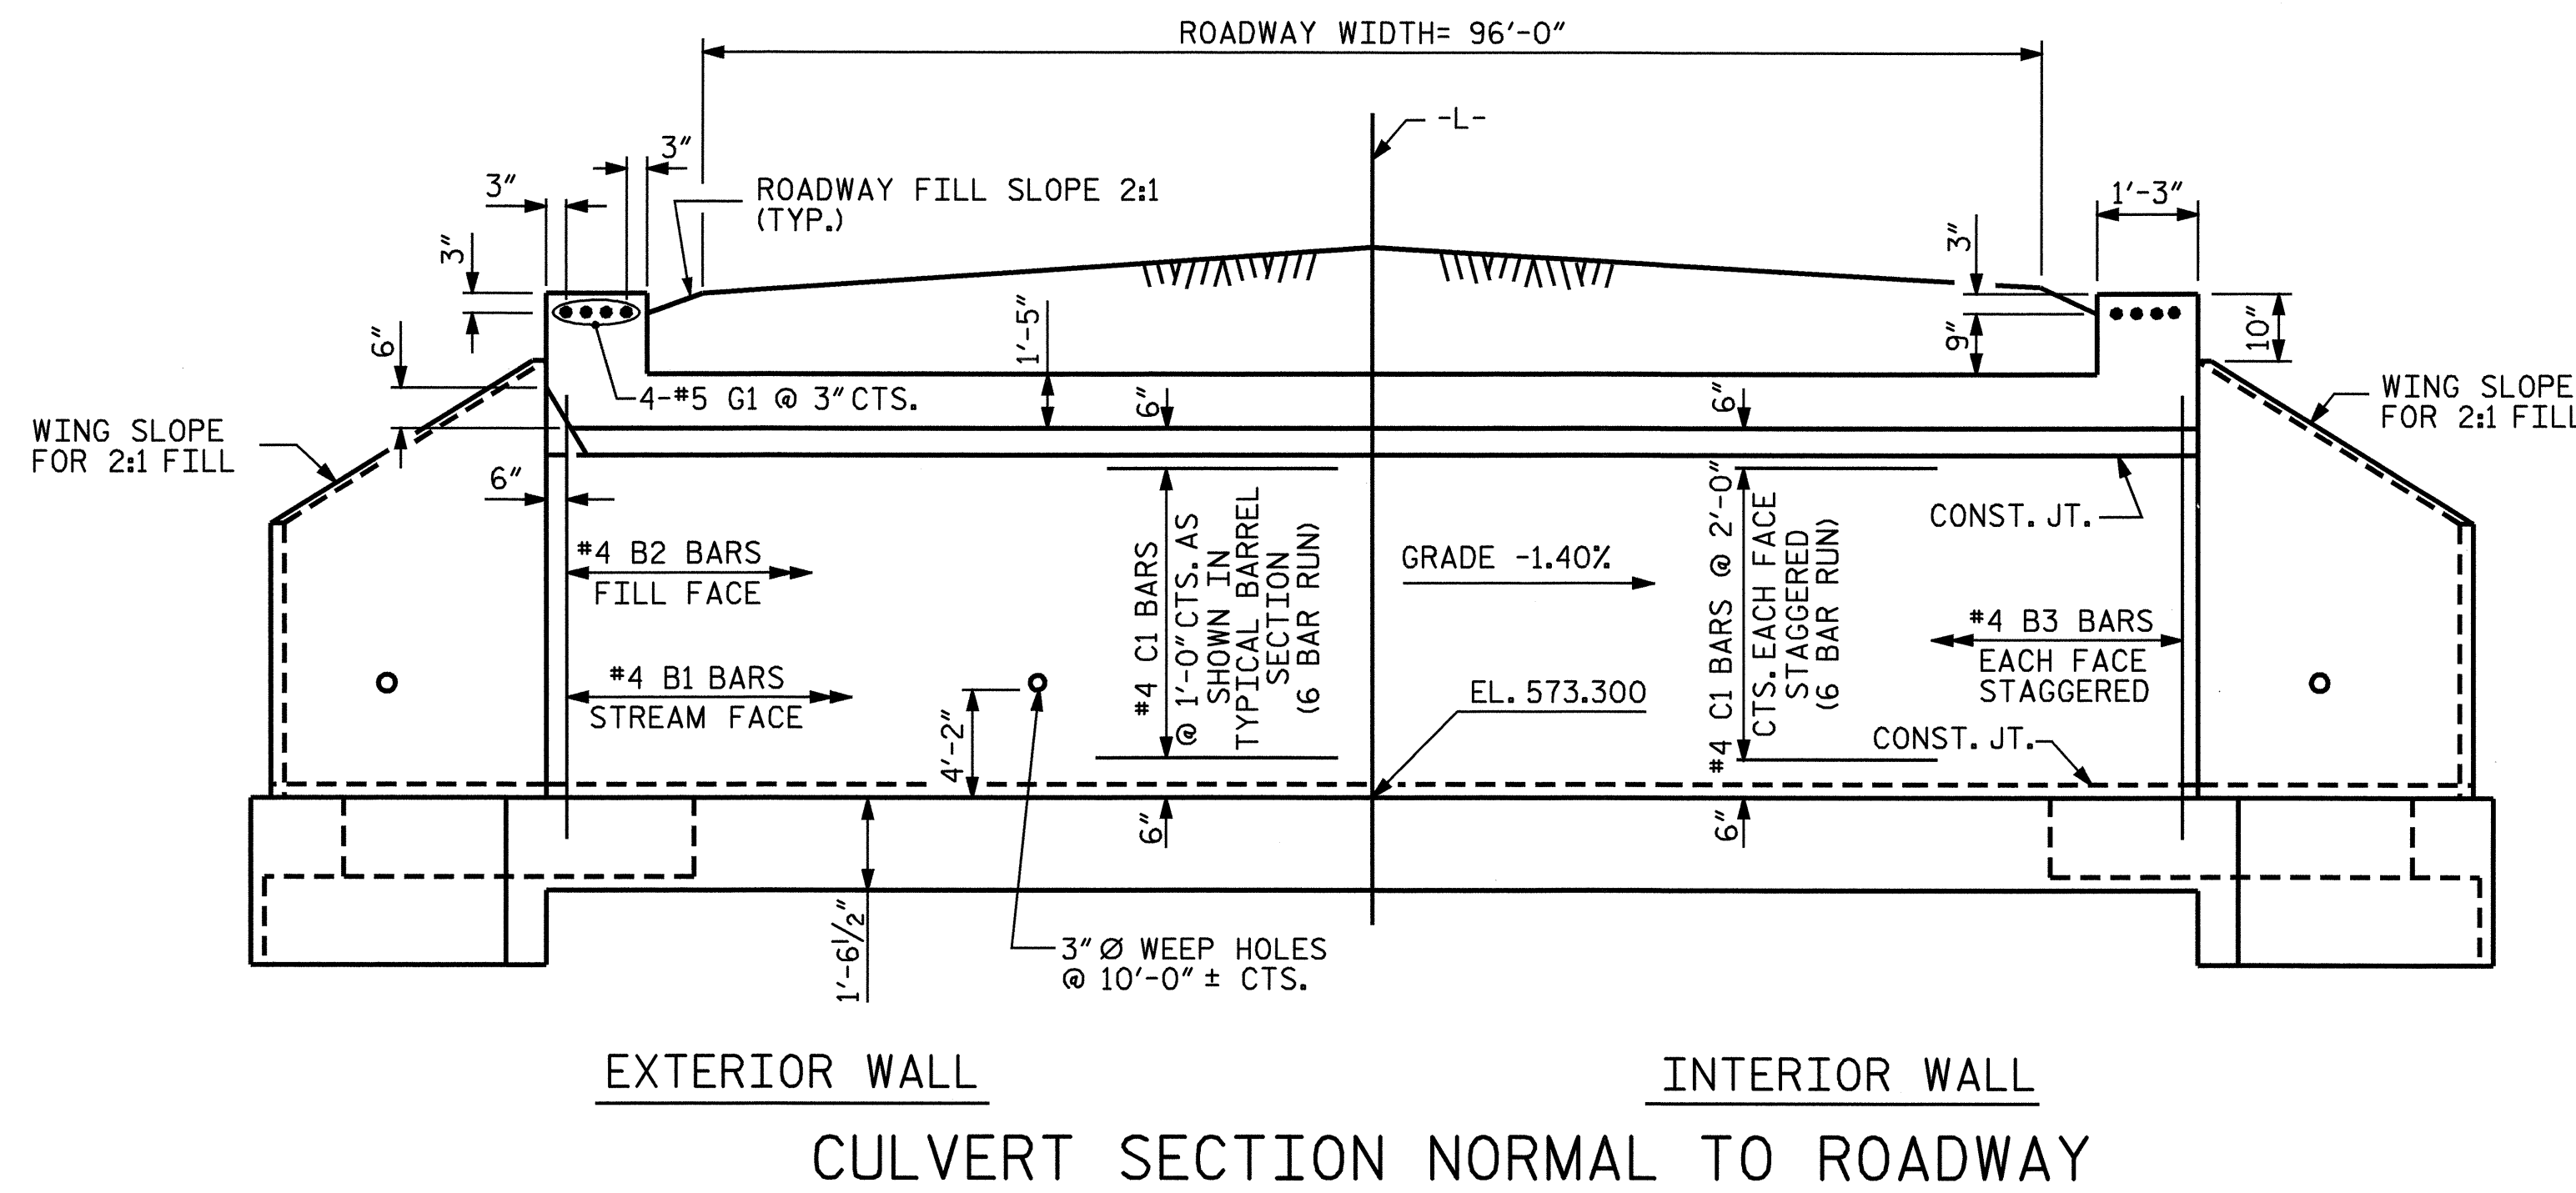 ROADWAY WIDTH= 96'-0"
-L-
3"
3"
ROADWAY FILL SLOPE 2:1
(TYP.)
1'-3"
3"
3"
6"
1'-5"
9"
10"
4-#5 G1 @ 3" CTS.
6"
6"
WING SLOPE
FOR 2:1 FILL
WING SLOPE
FOR 2:1 FILL
6"
CONST. JT.
#4 B2 BARS
FILL FACE
#4 C1 BARS
@ 1'-0" CTS. AS
SHOWN IN
TYPICAL BARREL
SECTION
(6 BAR RUN)
GRADE -1.40%
#4 C1 BARS @ 2'-0"
CTS. EACH FACE
STAGGERED
(6 BAR RUN)
#4 B3 BARS
EACH FACE
STAGGERED
#4 B1 BARS
STREAM FACE
EL. 573.300
4'-2"
CONST. JT.
6"
6"
1'-6½"
3" Ø WEEP HOLES
@ 10'-0" ± CTS.
EXTERIOR WALL
INTERIOR WALL
CULVERT SECTION NORMAL TO ROADWAY